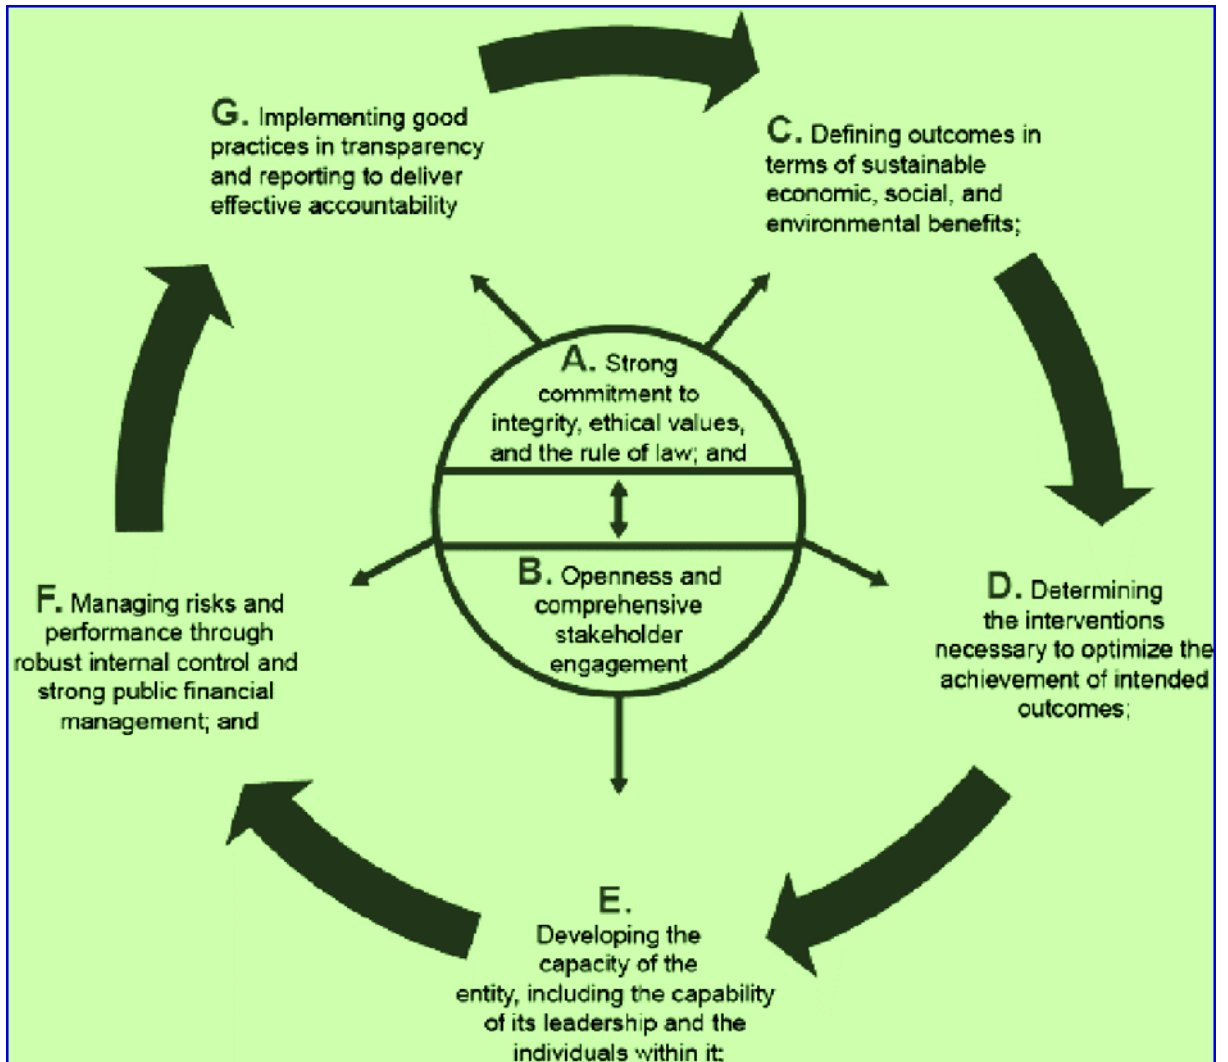 G. Implementing good
practices in transparency
and reporting to deliver
effective accountability
C. Defining outcomes in
terms of sustainable
economic, social, and
environmental benefits;
A. Strong
commitment to
integrity, ethical values,
and the rule of law; and
B. Openness and
comprehensive
stakeholder
engagement
D. Determining
the interventions
necessary to optimize the
achievement of intended
outcomes;
F. Managing risks and
performance through
robust internal control and
strong public financial
management; and
E.
Developing the
capacity of the
entity, including the capability
of its leadership and the
individuals within it;